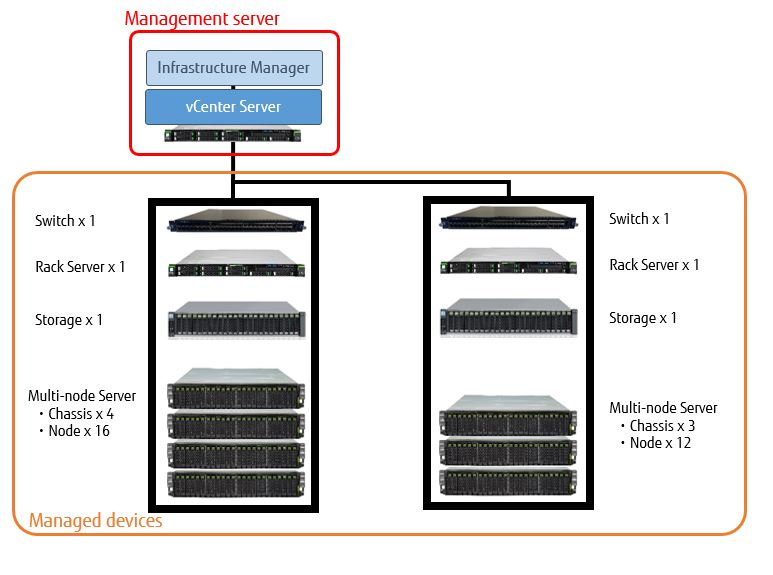 Management server
Infrastructure Manager
vCenter Server
Switch x 1
Rack Server x 1
Storage x 1
Multi-node Server
・Chassis x 4
・Node x 16
Switch x 1
Rack Server x 1
Storage x 1
Multi-node Server
・Chassis x 3
・Node x 12
Managed devices